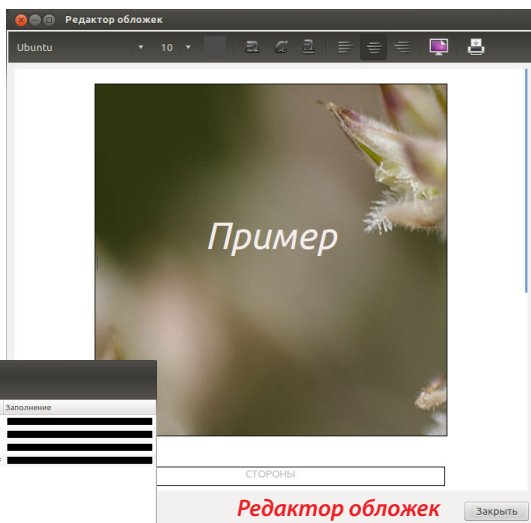 Редактор обложек
Ubuntu 10
Пример
Заполнение
СТОРОНЫ
Редактор обложек
Закрыть